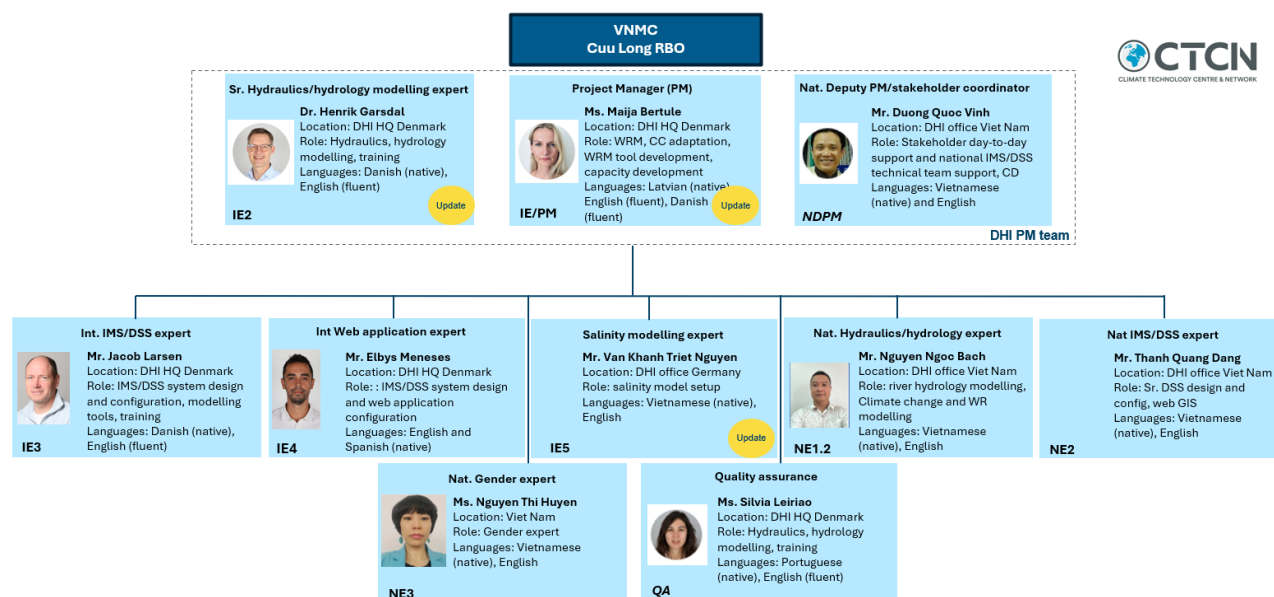 VNMC
Cuu Long RBO
CTCN
CLIMATE TECHNOLOGY CENTRE & NETWORK
Sr. Hydraulics/hydrology modelling expert
Dr. Henrik Garsdal
Location: DHI HQ Denmark
Role: Hydraulics, hydrology
modelling, training
Languages: Danish (native),
English (fluent)
Update
IE2
Project Manager (PM)
Ms. Maija Bertule
Location: DHI HQ Denmark
Role: WRM, CC adaptation,
WRM tool development,
capacity development
Languages: Latvian (native)
English (fluent), Danish
(fluent)
Update
IE/PM
Nat. Deputy PM/stakeholder coordinator
Mr. Duong Quoc Vinh
Location: DHI office Viet Nam
Role: Stakeholder day-to-day
support and national IMS/DSS
technical team support, CD
Languages: Vietnamese
(native) and English
NDPM
DHI PM team
Int. IMS/DSS expert
Mr. Jacob Larsen
Location: DHI HQ Denmark
Role: IMS/DSS system design
and configuration, modelling
tools, training
Languages: Danish (native),
English (fluent)
IE3
Int Web application expert
Mr. Elbys Meneses
Location: DHI HQ Denmark
Role: : IMS/DSS system design
and web application
configuration
Languages: English and
Spanish (native)
IE4
Salinity modelling expert
Mr. Van Khanh Triet Nguyen
Location: DHI office Germany
Role: salinity model setup
Languages: Vietnamese (native),
English
Update
IE5
Nat. Hydraulics/hydrology expert
Mr. Nguyen Ngoc Bach
Location: DHI office Viet Nam
Role: river hydrology modelling,
Climate change and WR
modelling
Languages: Vietnamese
(native), English
NE1.2
Nat IMS/DSS expert
Mr. Thanh Quang Dang
Location: DHI office Viet Nam
Role: Sr. DSS design and
config, web GIS
Languages: Vietnamese
(native), English
NE2
Nat. Gender expert
Ms. Nguyen Thi Huyen
Location: Viet Nam
Role: Gender expert
Languages: Vietnamese
(native), English
NE3
Quality assurance
Ms. Silvia Leiriao
Location: DHI HQ Denmark
Role: Hydraulics, hydrology
modelling, training
Languages: Portuguese
(native), English (fluent)
QA